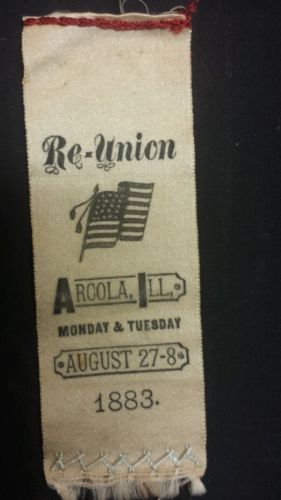 Re-Union
ARCOLA, ILL,
MONDAY & TUESDAY
AUGUST 27-8
1883.